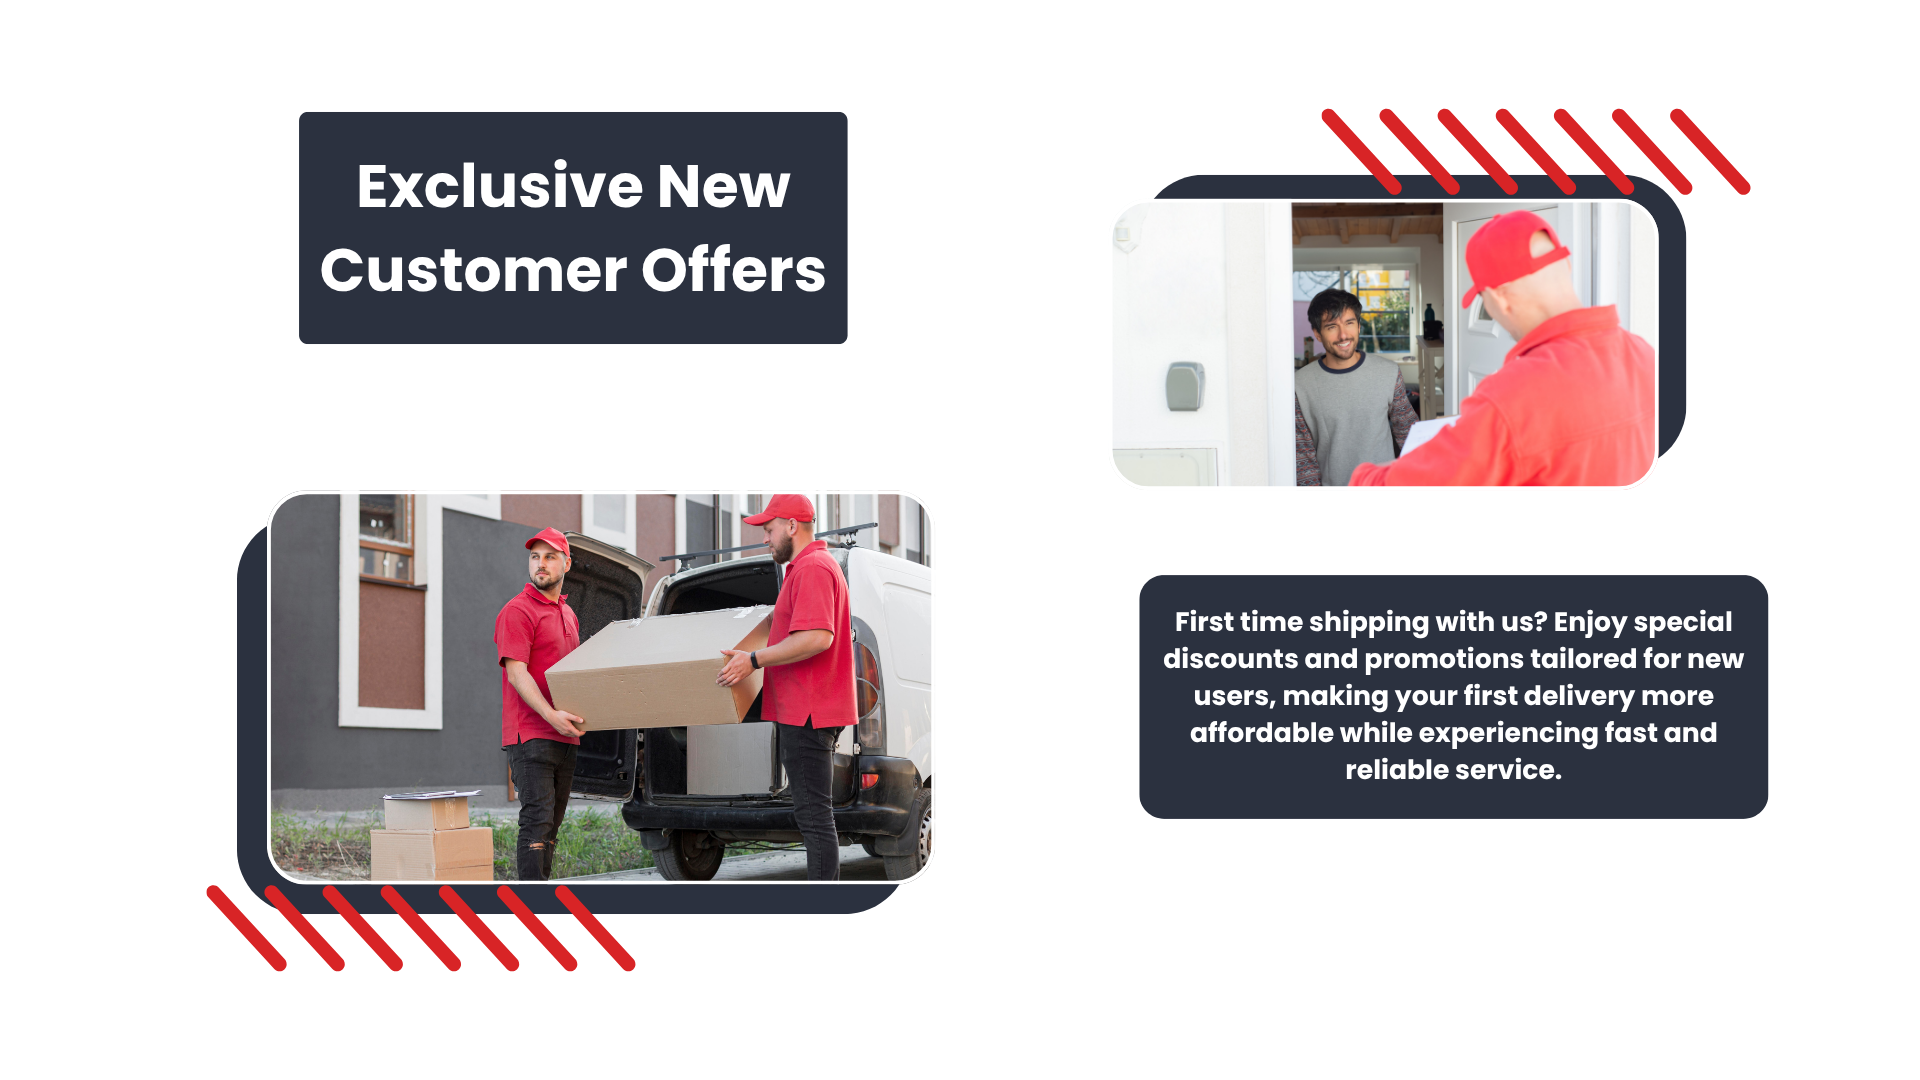 Exclusive New
Customer Offers
First time shipping with us? Enjoy special
discounts and promotions tailored for new
users, making your first delivery more
affordable while experiencing fast and
reliable service.